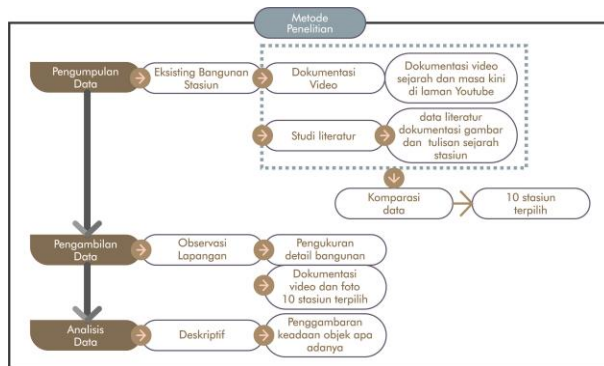 Metode
Penelitian
Pengumpulan
Data
Eksisting Bangunan
Stasiun
Dokumentasi
Video
Dokumentasi video
sejarah dan masa kini
di laman Youtube
Studi literatur
data literatur
dokumentasi gambar
dan tulisan sejarah
stasiun
Komparasi
data
10 stasiun
terpilih
Pengambilan
Data
Observasi
Lapangan
Pengukuran
detail bangunan
Dokumentasi
video dan foto
10 stasiun terpilih
Analisis
Data
Deskriptif
Penggambaran
keadaan objek apa
adanya